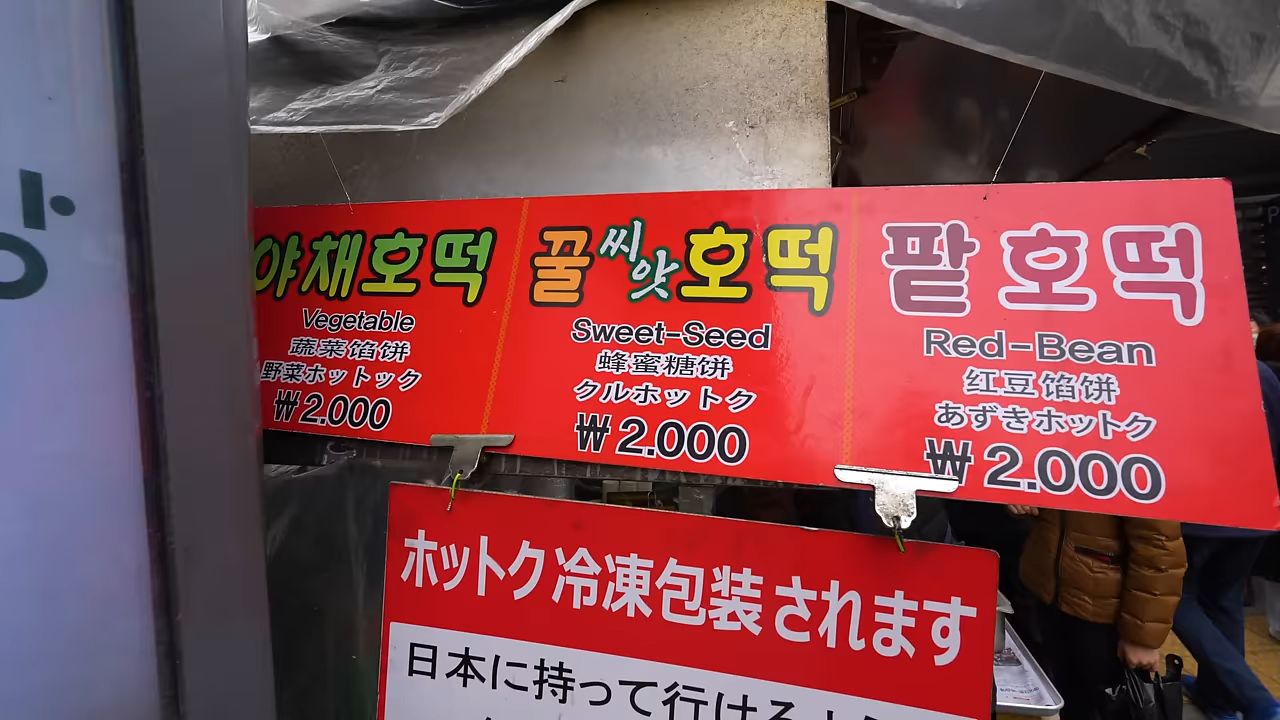 야채호떡
Vegetable
蔬菜馅饼
野菜ホットック
₩2.000
꿀씨앗호떡
Sweet-Seed
蜂蜜糖饼
クルホットク
₩2.000
팥호떡
Red-Bean
红豆馅饼
あずきホットク
₩2.000
ホットク冷凍包装されます
日本に持って行ける